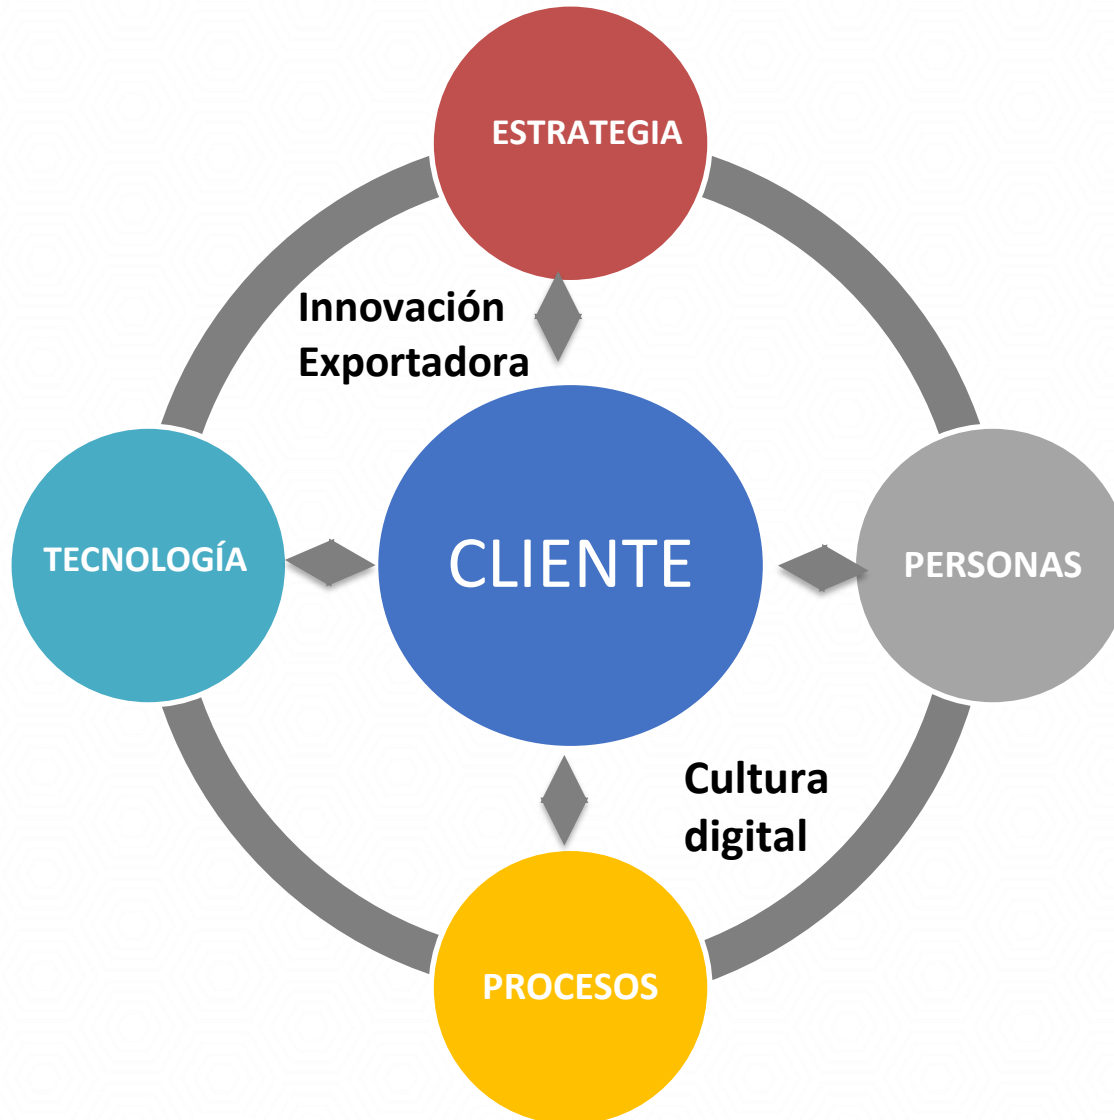 ESTRATEGIA
Innovación
Exportadora
TECNOLOGÍA
CLIENTE
PERSONAS
Cultura
digital
PROCESOS